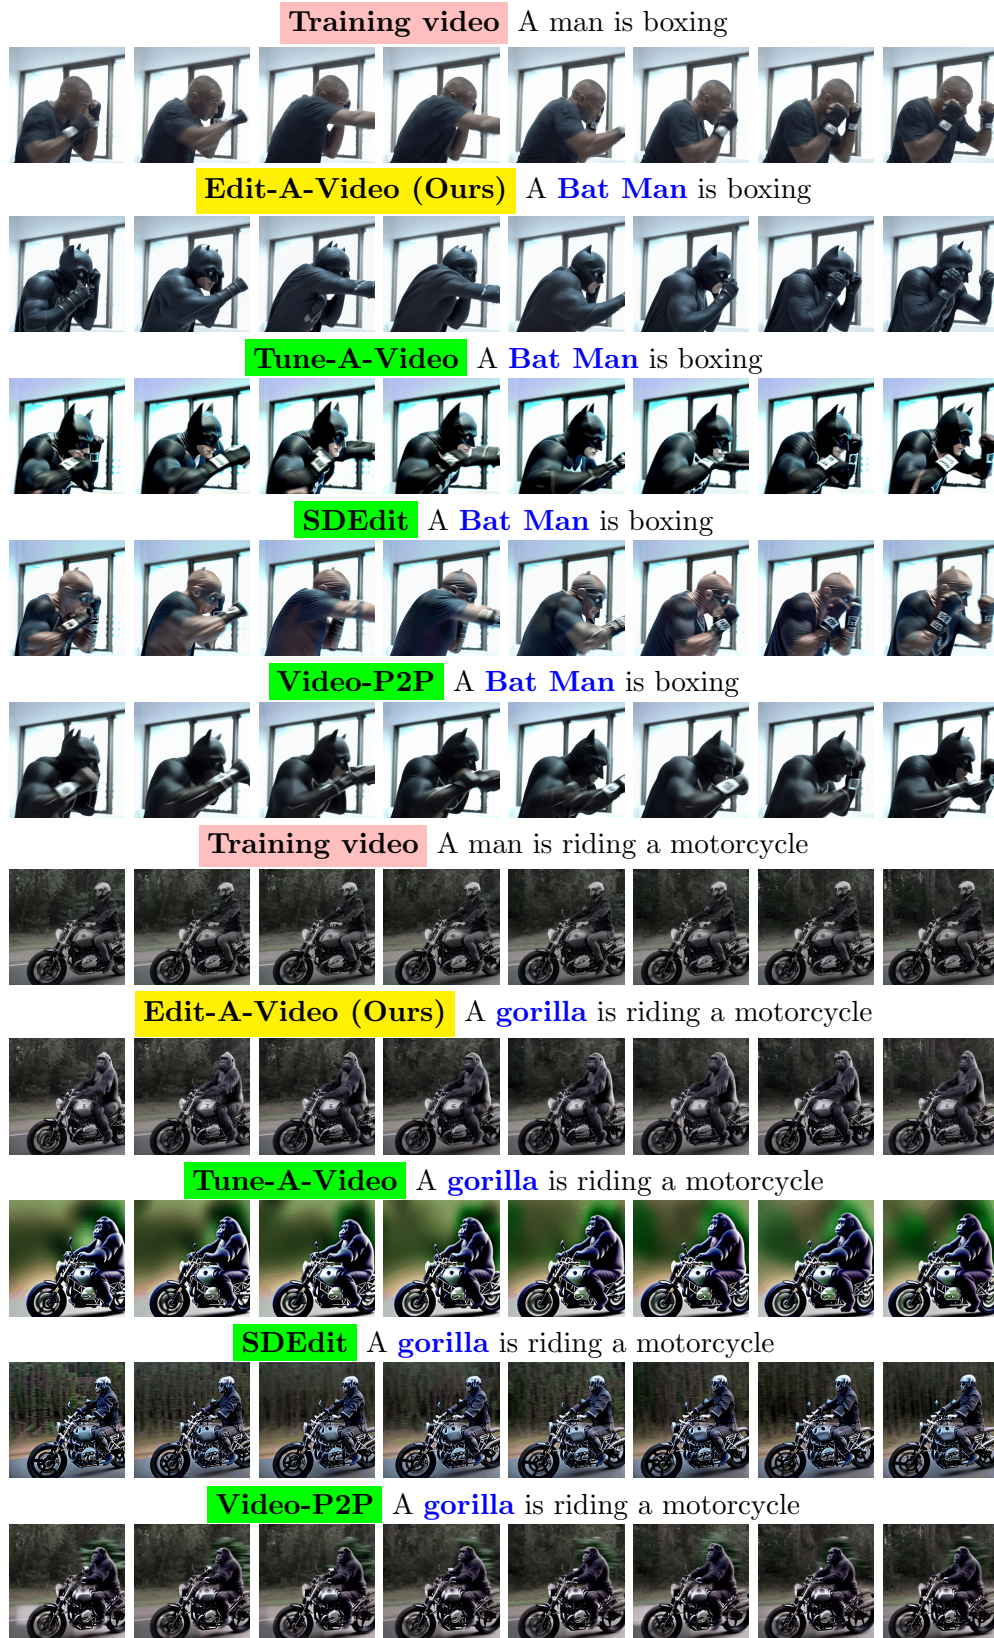 Training video A man is boxing
Edit-A-Video (Ours) A Bat Man is boxing
Tune-A-Video A Bat Man is boxing
SDEdit A Bat Man is boxing
Video-P2P A Bat Man is boxing
Training video A man is riding a motorcycle
Edit-A-Video (Ours) A gorilla is riding a motorcycle
Tune-A-Video A gorilla is riding a motorcycle
SDEdit A gorilla is riding a motorcycle
Video-P2P A gorilla is riding a motorcycle